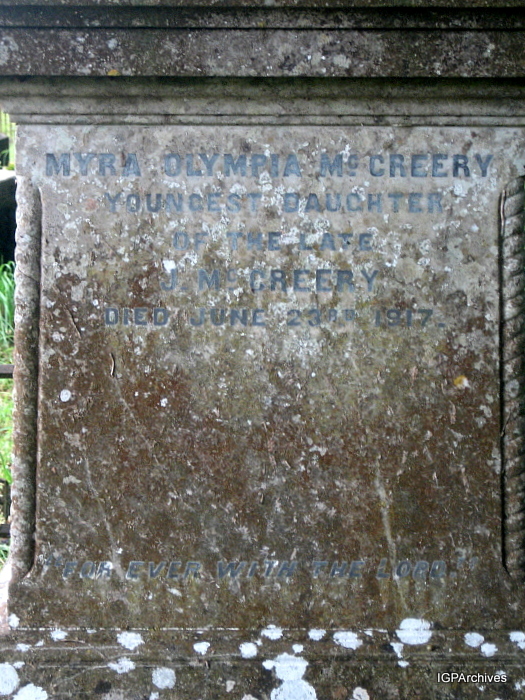 MYRA OLYMPIA McCREERY
YOUNGEST DAUGHTER
OF THE LATE
J. McCREERY
DIED JUNE 23RD 1917.
"FOR EVER WITH THE LORD."
IGPArchives